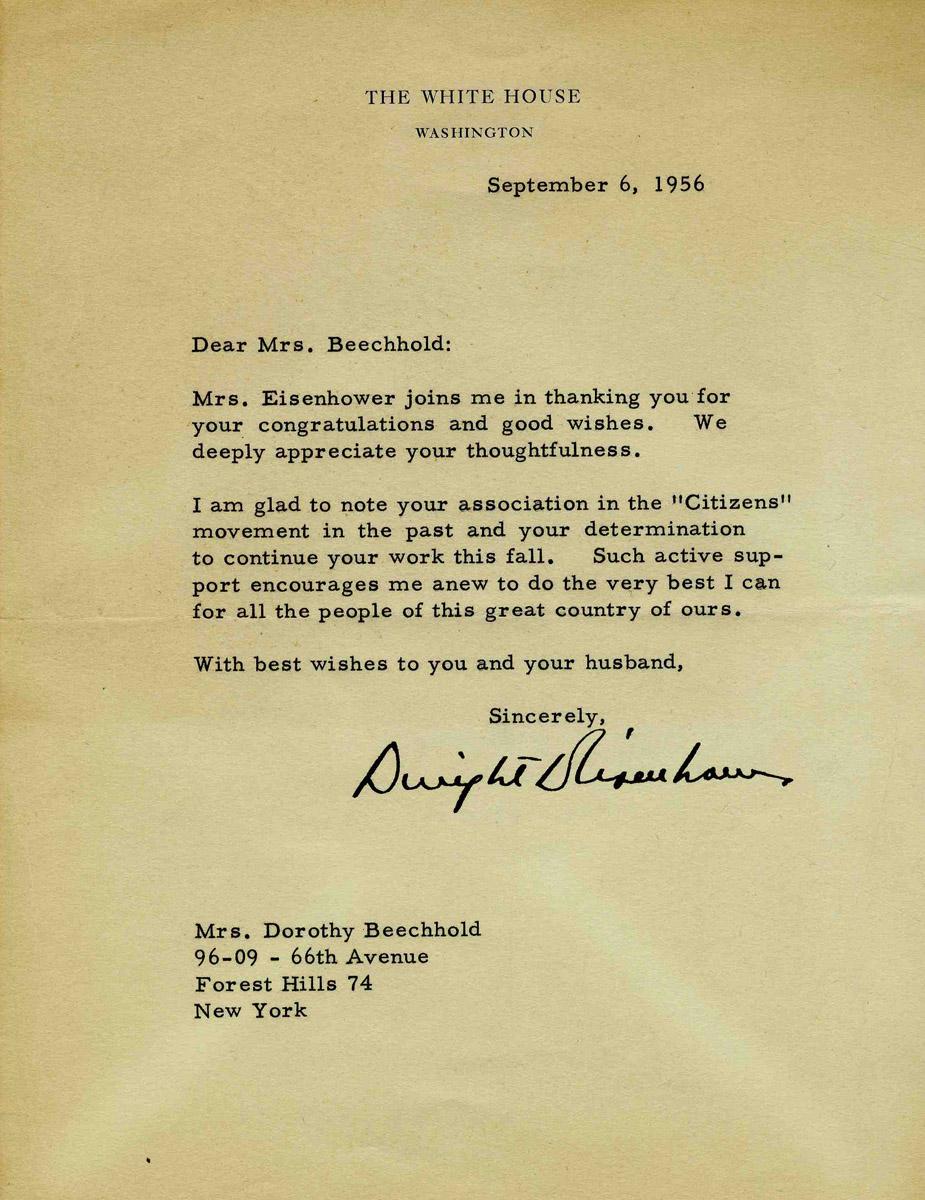 THE WHITE HOUSE
WASHINGTON
September 6, 1956
Dear Mrs. Beechhold:
Mrs. Eisenhower joins me in thanking you for
your congratulations and good wishes. We
deeply appreciate your thoughtfulness.
I am glad to note your association in the "Citizens"
movement in the past and your determination
to continue your work this fall. Such active sup-
port encourages me anew to do the very best I can
for all the people of this great country of ours.
With best wishes to you and your husband,
Sincerely,
Dwight D Eisenhower
Mrs. Dorothy Beechhold
96-09 - 66th Avenue
Forest Hills 74
New York